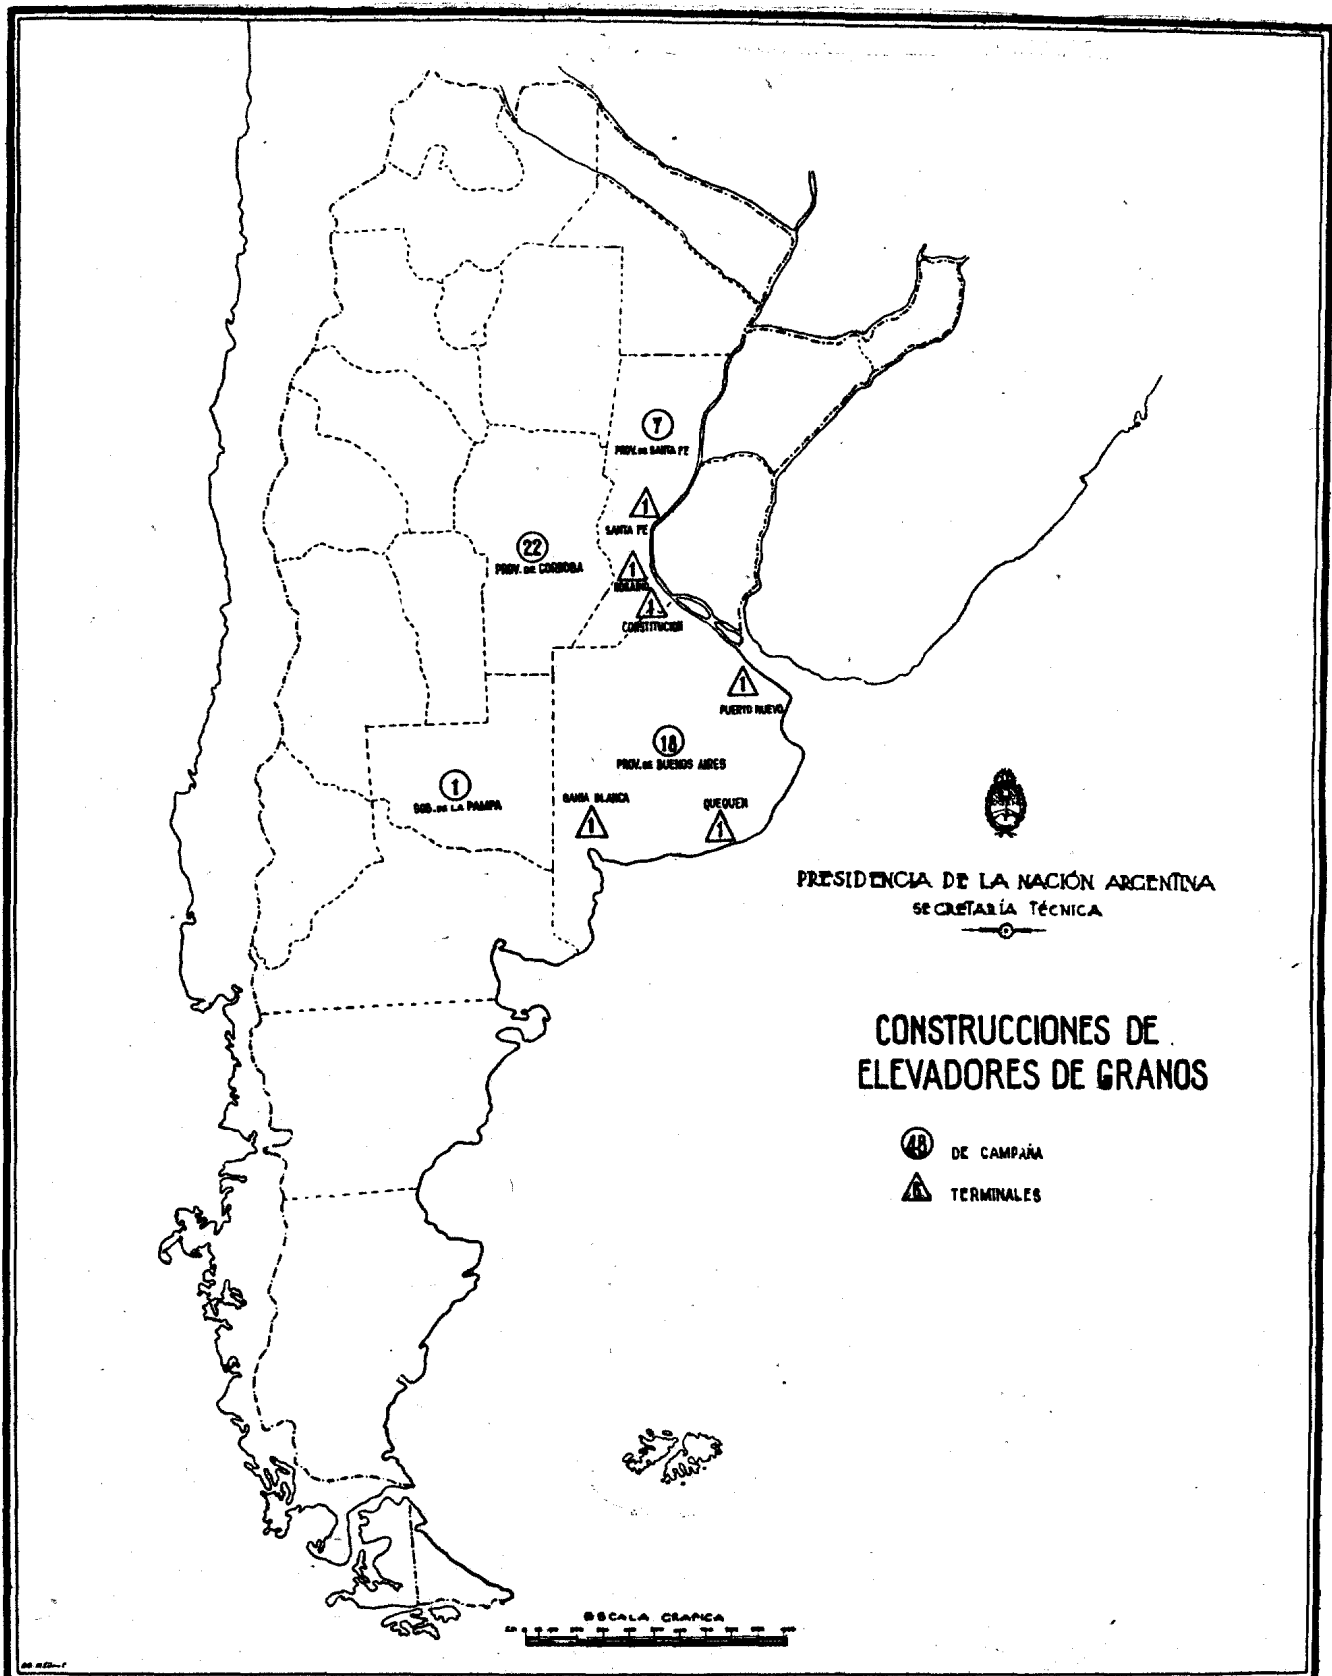 7
PROV. DE SANTA FE
1
SANTA FE
22
PROV. DE CORDOBA
1
ROSARIO
1
CONSTITUCION
1
PUERTO NUEVO
18
PROV. DE BUENOS AIRES
1
GOB. DE LA PAMPA
BAHIA BLANCA
1
QUEQUEN
1
PRESIDENCIA DE LA NACIÓN ARGENTINA
SECRETARÍA TÉCNICA
CONSTRUCCIONES DE
ELEVADORES DE GRANOS
48 DE CAMPAÑA
6 TERMINALES
ESCALA GRAFICA